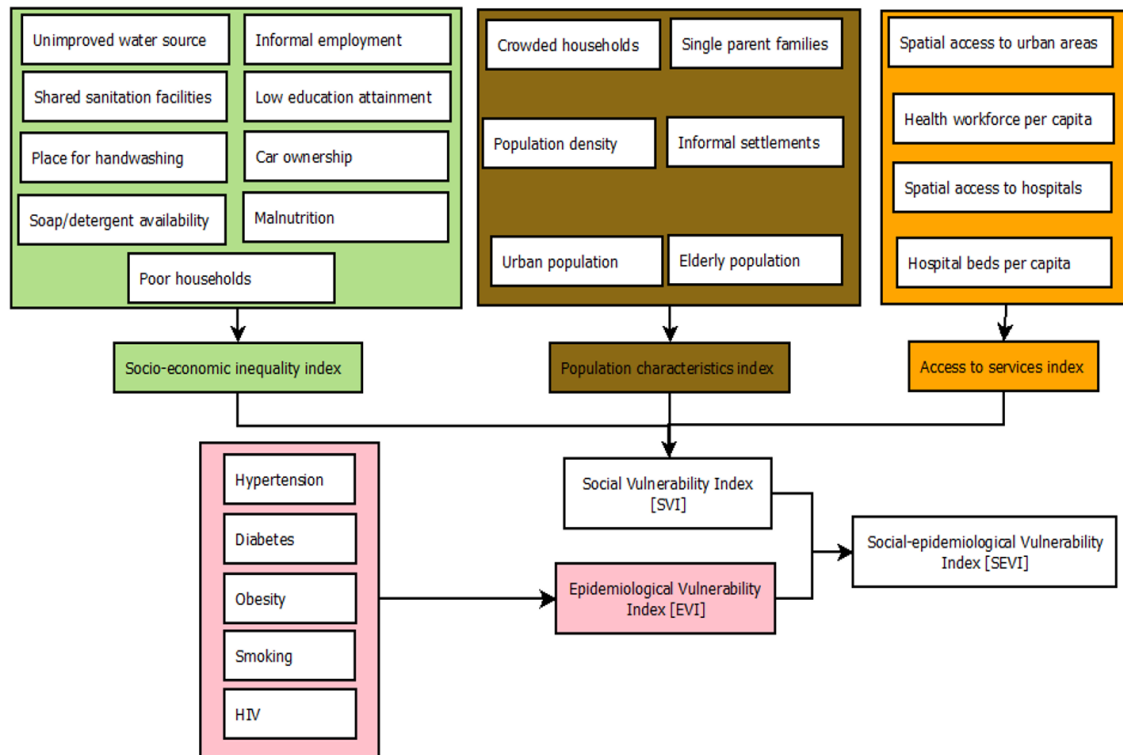 Unimproved water source
Informal employment
Shared sanitation facilities
Low education attainment
Place for handwashing
Car ownership
Soap/detergent availability
Malnutrition
Poor households
Crowded households
Single parent families
Population density
Informal settlements
Urban population
Elderly population
Spatial access to urban areas
Health workforce per capita
Spatial access to hospitals
Hospital beds per capita
Socio-economic inequality index
Population characteristics index
Access to services index
Hypertension
Diabetes
Obesity
Smoking
HIV
Social Vulnerability Index
[SVI]
Epidemiological Vulnerability
Index [EVI]
Social-epidemiological Vulnerability
Index [SEVI]